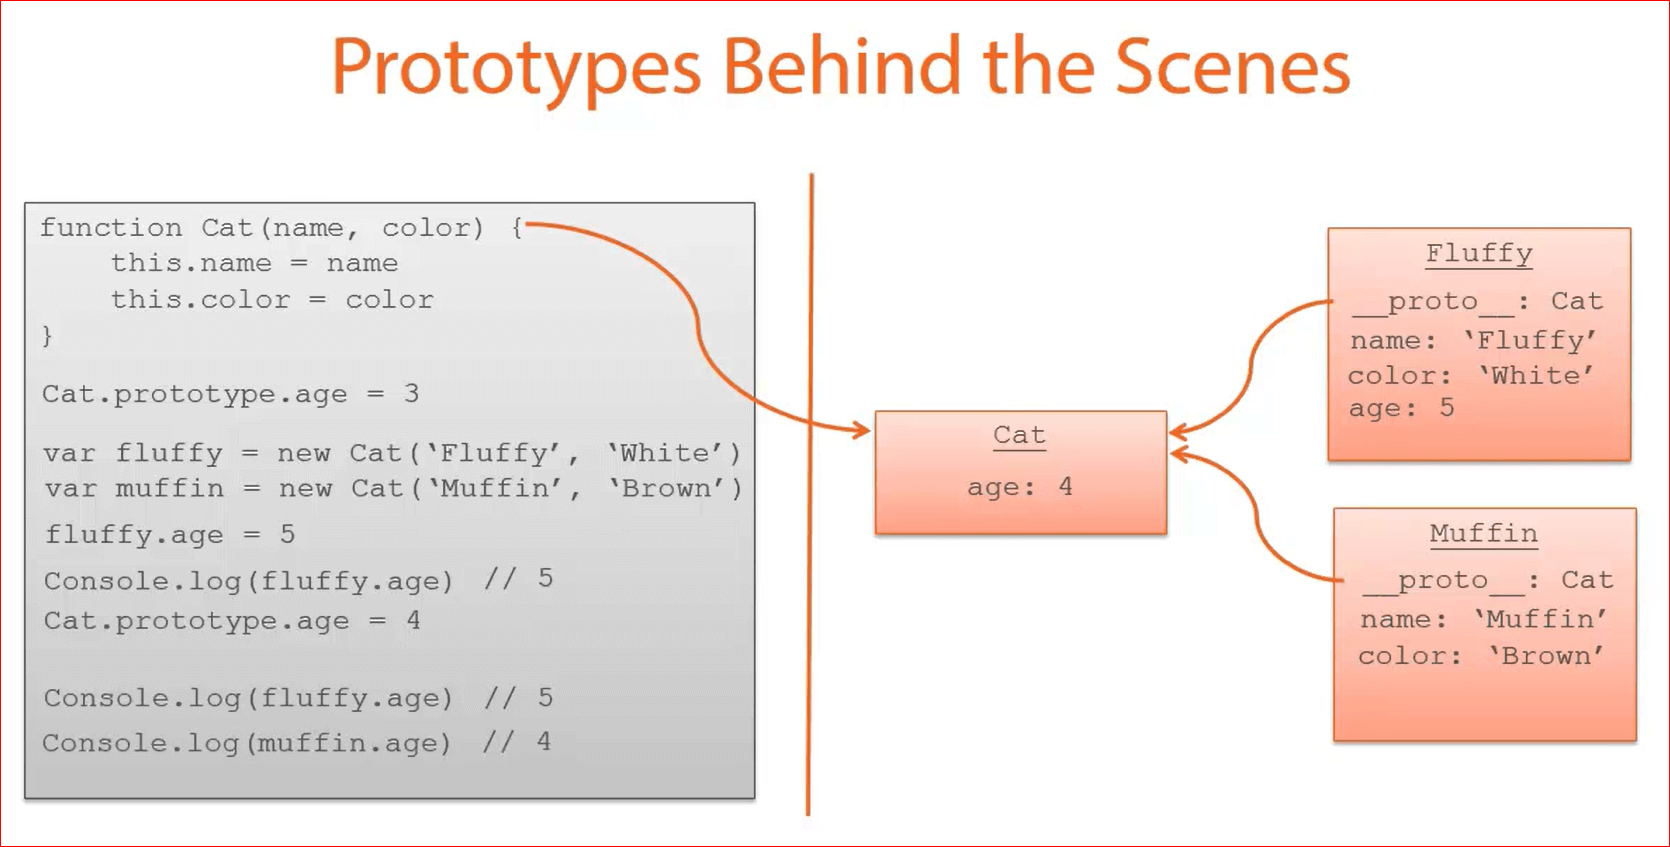 Prototypes Behind the Scenes
function Cat(name, color) {
this.name = name
this.color = color
}
Cat.prototype.age = 3
var fluffy = new Cat(‘Fluffy’, ‘White’)
var muffin = new Cat(‘Muffin’, ‘Brown’)
fluffy.age = 5
Console.log(fluffy.age) // 5
Cat.prototype.age = 4
Console.log(fluffy.age) // 5
Console.log(muffin.age) // 4
Cat
age: 4
Fluffy
__proto__: Cat
name: ‘Fluffy’
color: ‘White’
age: 5
Muffin
__proto__: Cat
name: ‘Muffin’
color: ‘Brown’